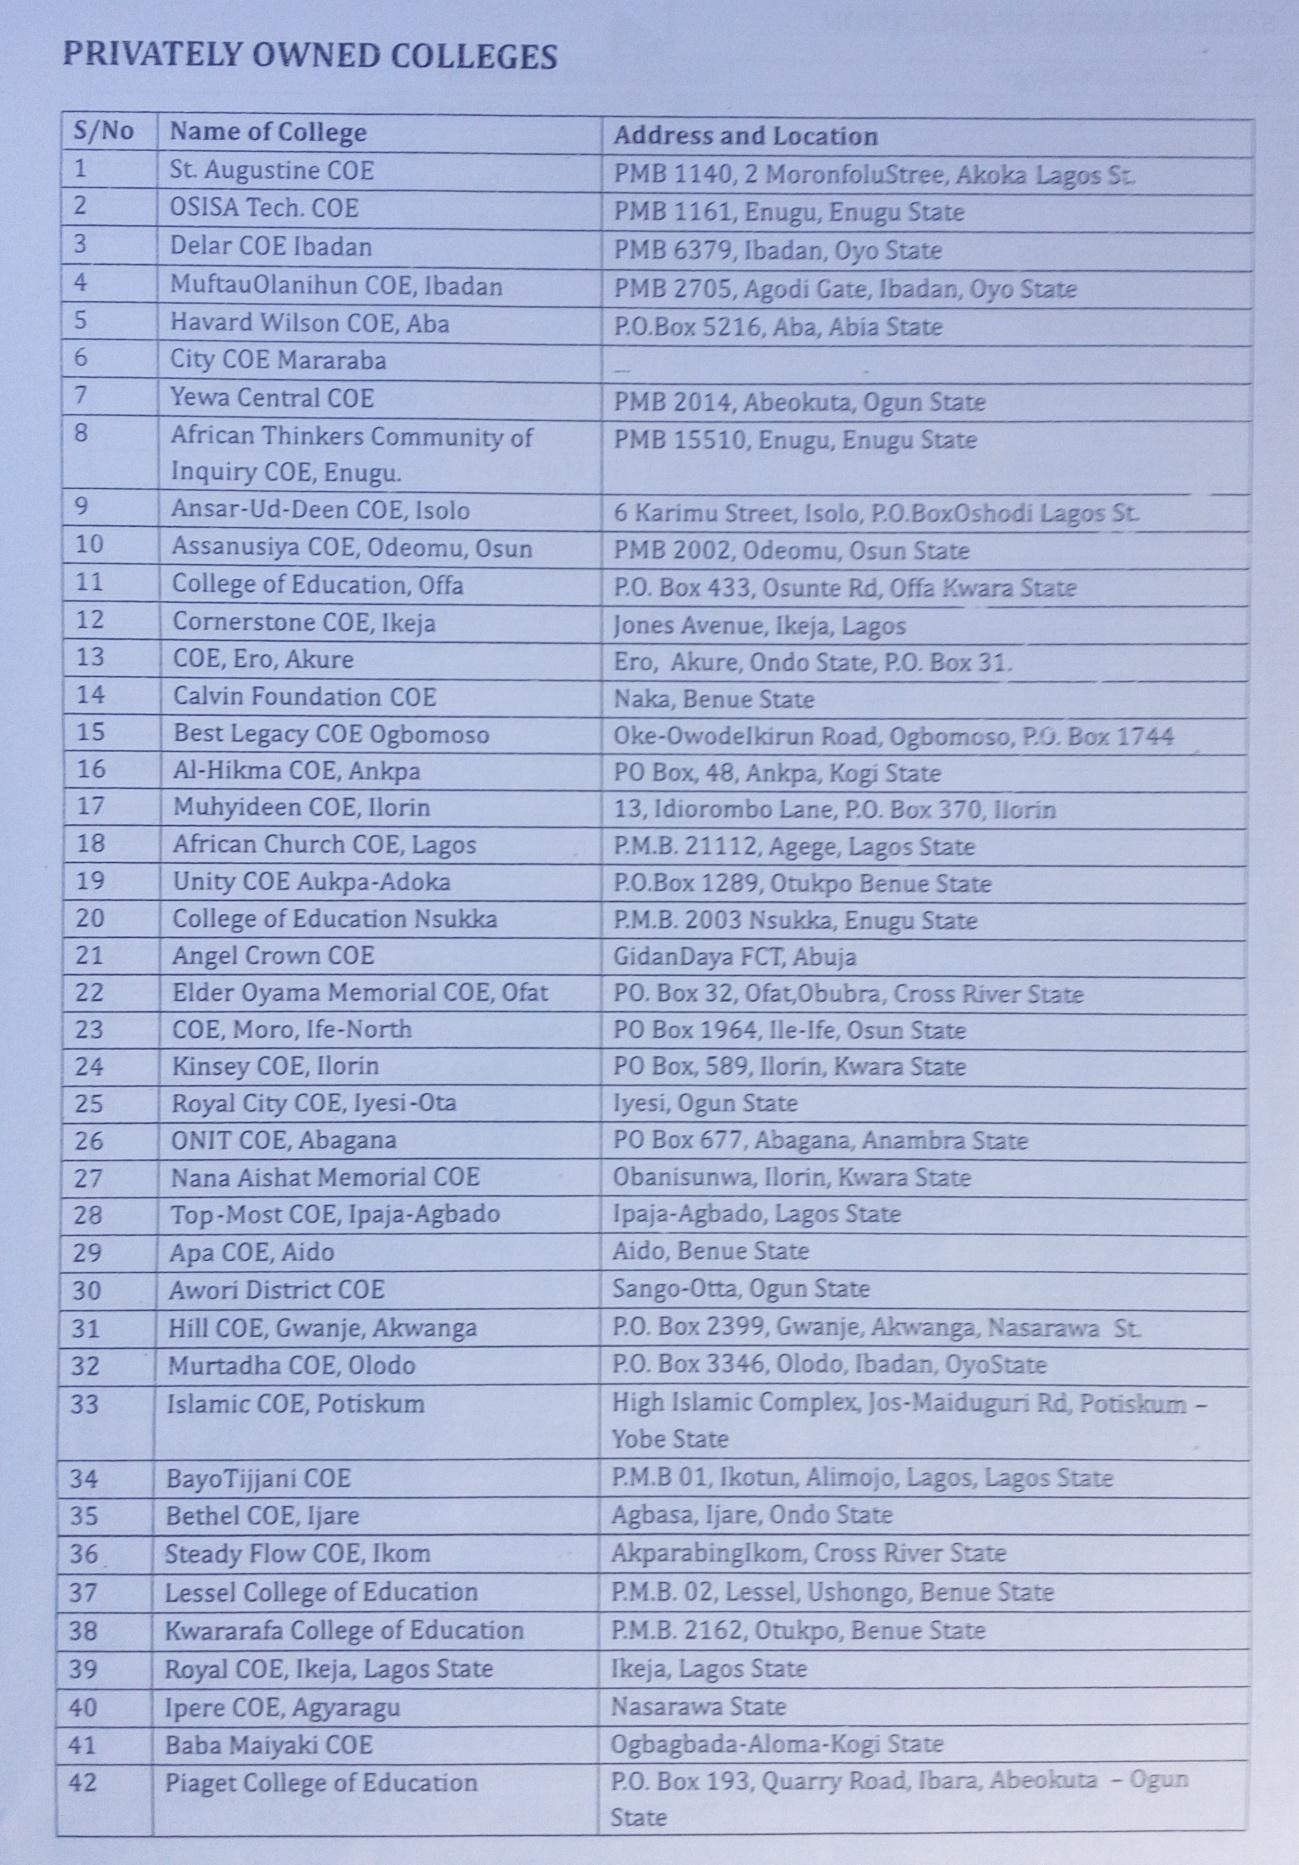 PRIVATELY OWNED COLLEGES
S/No Name of College Address and Location
1 St. Augustine COE PMB 1140, 2 MoronfoluStree, Akoka Lagos St.
2 OSISA Tech. COE PMB 1161, Enugu, Enugu State
3 Delar COE Ibadan PMB 6379, Ibadan, Oyo State
4 MuftauOlanihun COE, Ibadan PMB 2705, Agodi Gate, Ibadan, Oyo State
5 Havard Wilson COE, Aba P.O.Box 5216, Aba, Abia State
6 City COE Mararaba
7 Yewa Central COE PMB 2014, Abeokuta, Ogun State
8 African Thinkers Community of PMB 15510, Enugu, Enugu State
Inquiry COE, Enugu.
9 Ansar-Ud-Deen COE, Isolo 6 Karimu Street, Isolo, P.O.BoxOshodi Lagos St.
10 Assanusiya COE, Odeomu, Osun PMB 2002, Odeomu, Osun State
11 College of Education, Offa P.O. Box 433, Osunte Rd, Offa Kwara State
12 Cornerstone COE, Ikeja Jones Avenue, Ikeja, Lagos
13 COE, Ero, Akure Ero, Akure, Ondo State, P.O. Box 31.
14 Calvin Foundation COE Naka, Benue State
15 Best Legacy COE Ogbomoso Oke-OwodeIkirun Road, Ogbomoso, P.O. Box 1744
16 Al-Hikma COE, Ankpa PO Box, 48, Ankpa, Kogi State
17 Muhyideen COE, Ilorin 13, Idiorombo Lane, P.O. Box 370, Ilorin
18 African Church COE, Lagos P.M.B. 21112, Agege, Lagos State
19 Unity COE Aukpa-Adoka P.O.Box 1289, Otukpo Benue State
20 College of Education Nsukka P.M.B. 2003 Nsukka, Enugu State
21 Angel Crown COE GidanDaya FCT, Abuja
22 Elder Oyama Memorial COE, Ofat PO. Box 32, Ofat,Obubra, Cross River State
23 COE, Moro, Ife-North PO Box 1964, Ile-Ife, Osun State
24 Kinsey COE, Ilorin PO Box, 589, Ilorin, Kwara State
25 Royal City COE, Iyesi-Ota Iyesi, Ogun State
26 ONIT COE, Abagana PO Box 677, Abagana, Anambra State
27 Nana Aishat Memorial COE Obanisunwa, Ilorin, Kwara State
28 Top-Most COE, Ipaja-Agbado Ipaja-Agbado, Lagos State
29 Apa COE, Aido Aido, Benue State
30 Awori District COE Sango-Otta, Ogun State
31 Hill COE, Gwanje, Akwanga P.O. Box 2399, Gwanje, Akwanga, Nasarawa St.
32 Murtadha COE, Olodo P.O. Box 3346, Olodo, Ibadan, OyoState
33 Islamic COE, Potiskum High Islamic Complex, Jos-Maiduguri Rd, Potiskum –
Yobe State
34 BayoTijjani COE P.M.B 01, Ikotun, Alimojo, Lagos, Lagos State
35 Bethel COE, Ijare Agbasa, Ijare, Ondo State
36 Steady Flow COE, Ikom AkparabingIkom, Cross River State
37 Lessel College of Education P.M.B. 02, Lessel, Ushongo, Benue State
38 Kwararafa College of Education P.M.B. 2162, Otukpo, Benue State
39 Royal COE, Ikeja, Lagos State Ikeja, Lagos State
40 Ipere COE, Agyaragu Nasarawa State
41 Baba Maiyaki COE Ogbagbada-Aloma-Kogi State
42 Piaget College of Education P.O. Box 193, Quarry Road, Ibara, Abeokuta – Ogun
State